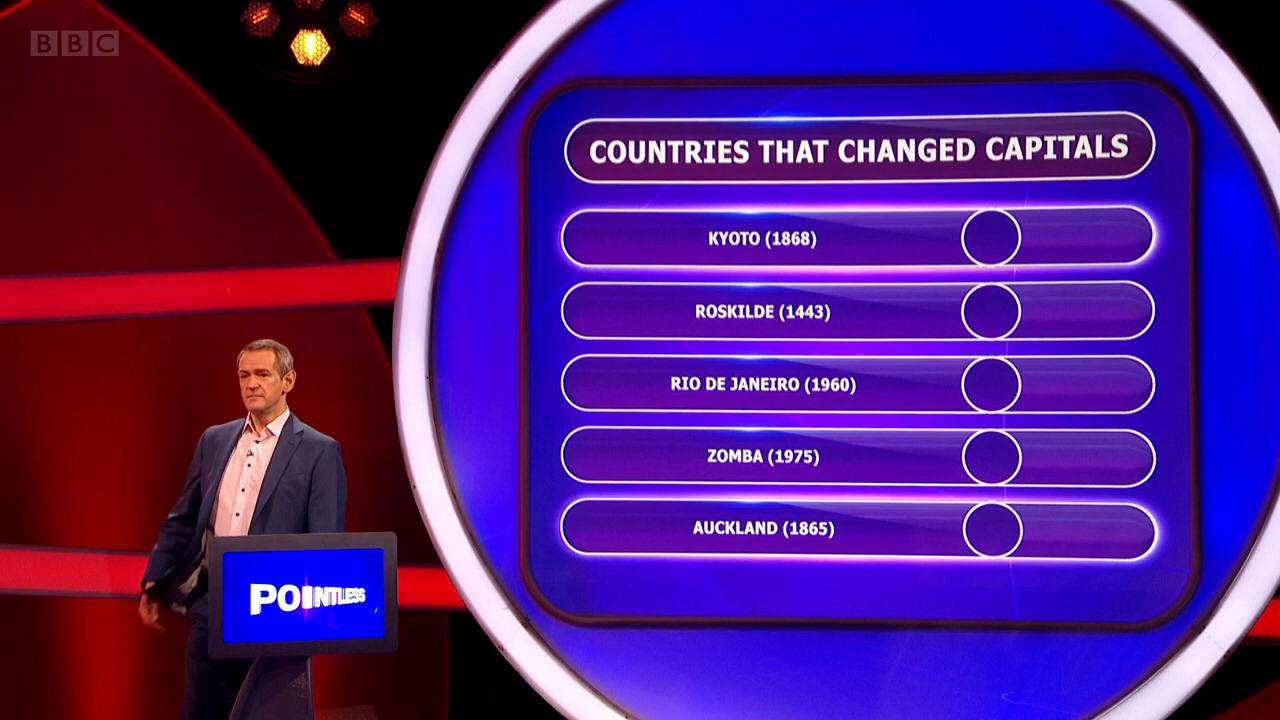 BBC
COUNTRIES THAT CHANGED CAPITALS
KYOTO (1868)
ROSKILDE (1443)
RIO DE JANEIRO (1960)
ZOMBA (1975)
AUCKLAND (1865)
POINTLESS